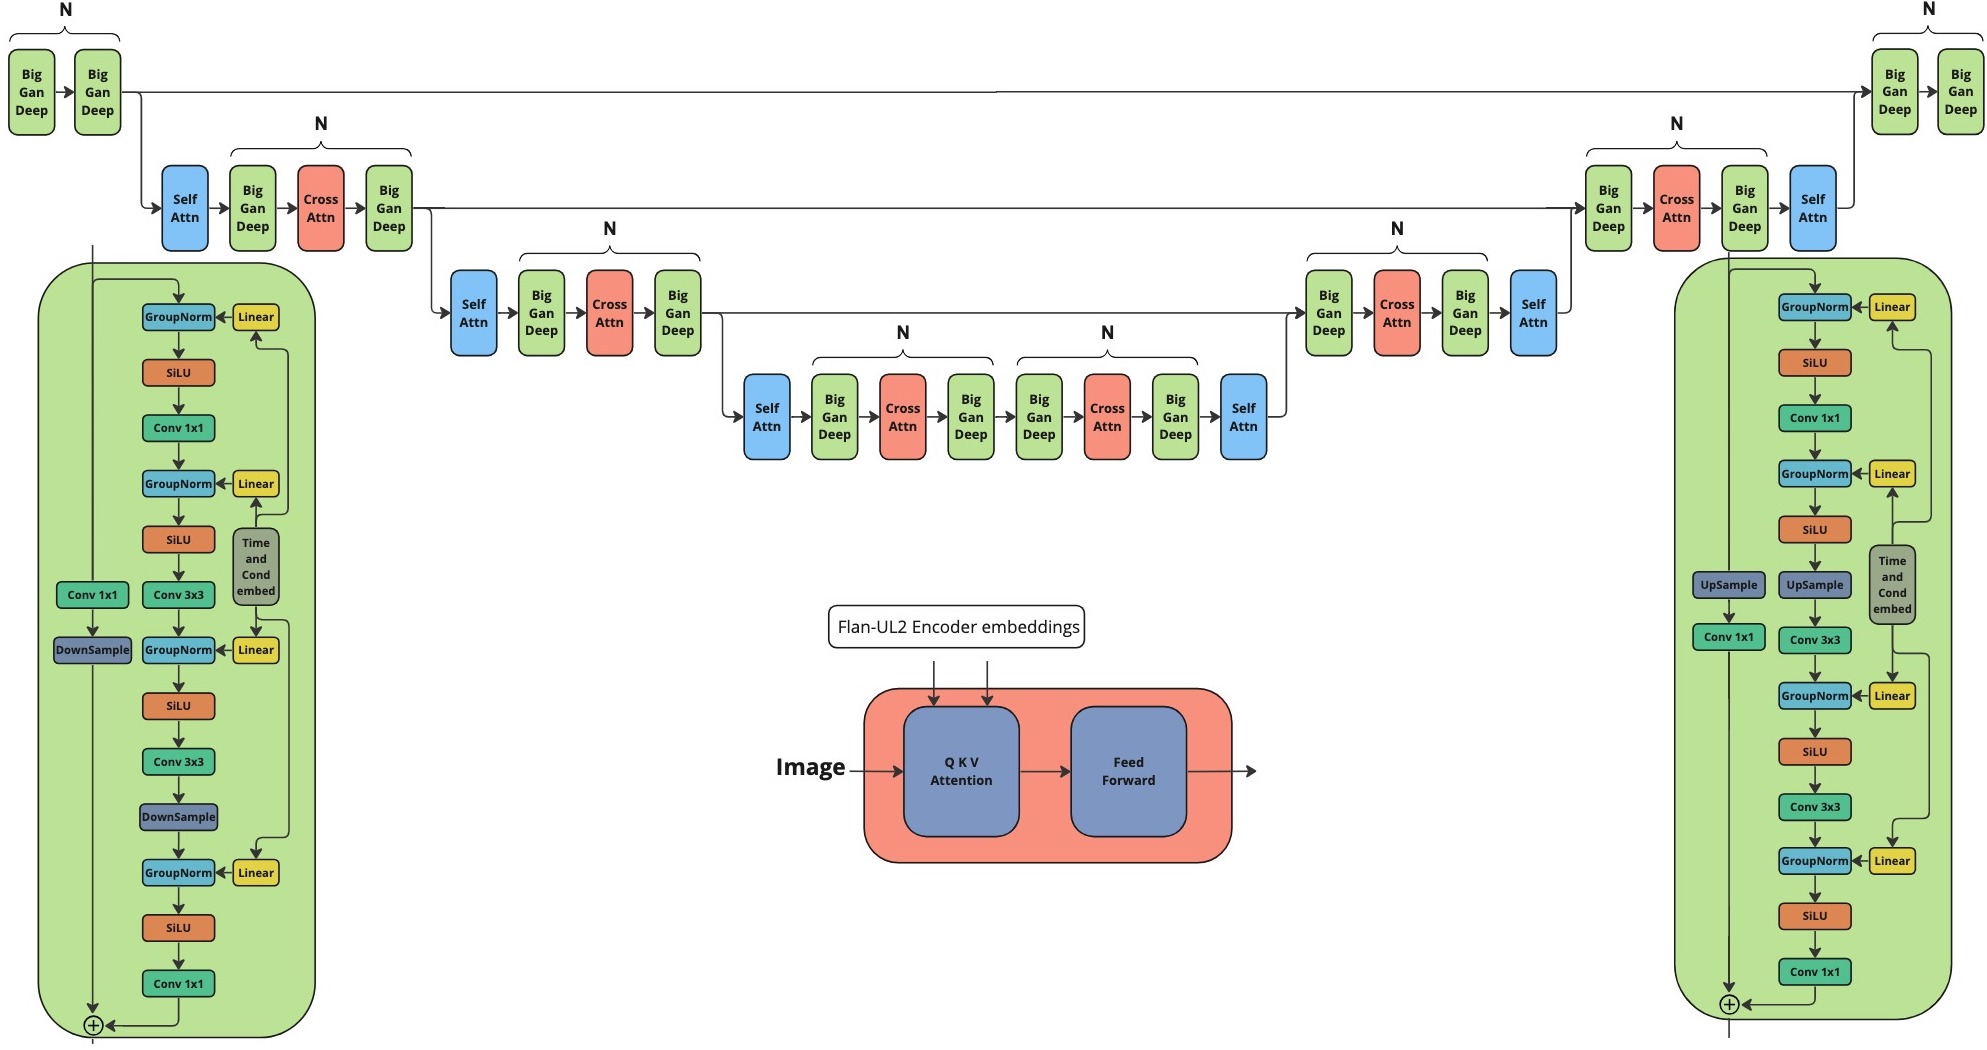 N
Big
Gan
Deep
Big
Gan
Deep
N
Big
Gan
Deep
Big
Gan
Deep
N
Self
Attn
Big
Gan
Deep
Cross
Attn
Big
Gan
Deep
N
Big
Gan
Deep
Cross
Attn
Big
Gan
Deep
Self
Attn
N
Self
Attn
Big
Gan
Deep
Cross
Attn
Big
Gan
Deep
N
Big
Gan
Deep
Cross
Attn
Big
Gan
Deep
Self
Attn
N
N
Self
Attn
Big
Gan
Deep
Cross
Attn
Big
Gan
Deep
Big
Gan
Deep
Cross
Attn
Big
Gan
Deep
Self
Attn
GroupNorm
Linear
SiLU
Conv 1x1
GroupNorm
Linear
SiLU
Time
and
Cond
embed
Conv 1x1
Conv 3x3
DownSample
GroupNorm
Linear
SiLU
Conv 3x3
DownSample
GroupNorm
Linear
SiLU
Conv 1x1
Flan-UL2 Encoder embeddings
Image
Q K V
Attention
Feed
Forward
GroupNorm
Linear
SiLU
Conv 1x1
GroupNorm
Linear
SiLU
Time
and
Cond
embed
UpSample
UpSample
Conv 1x1
Conv 3x3
GroupNorm
Linear
SiLU
Conv 3x3
GroupNorm
Linear
SiLU
Conv 1x1